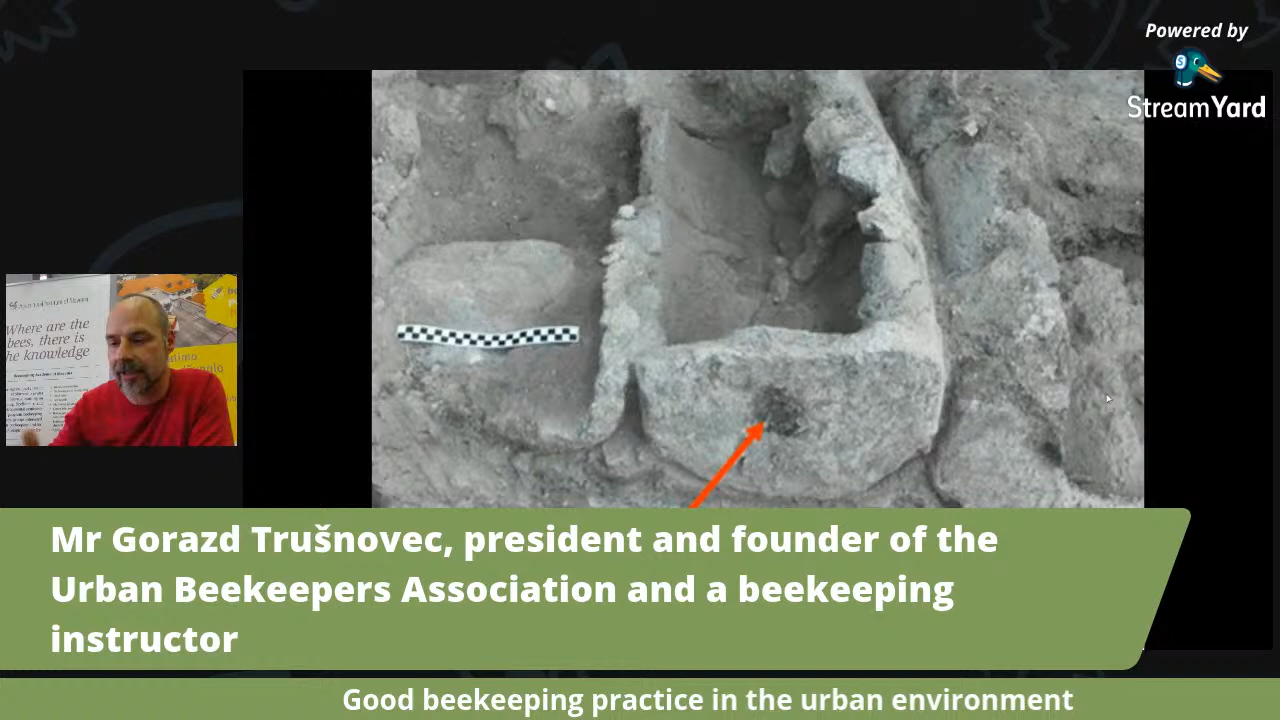 Powered by
StreamYard
Where are the
bees, there is
he knowledge
Mr Gorazd Trušnovec, president and founder of the
Urban Beekeepers Association and a beekeeping
instructor
Good beekeeping practice in the urban environment